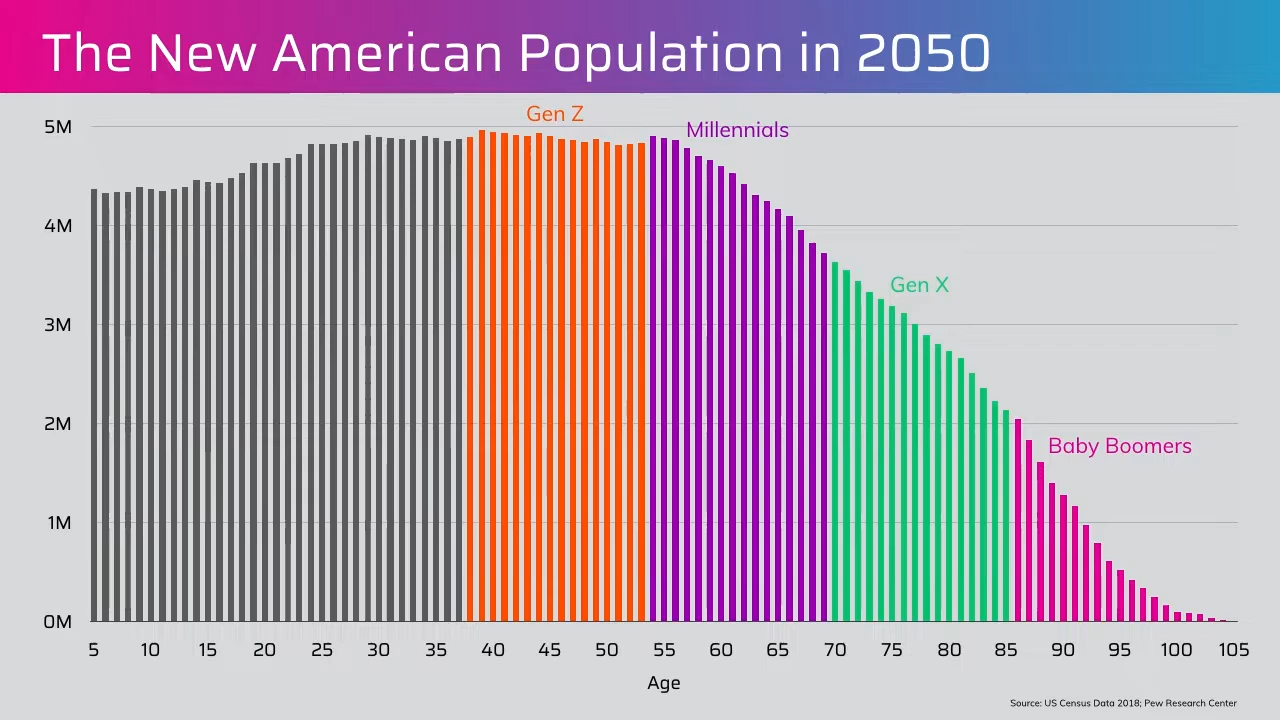 The New American Population in 2050
Gen Z
5M
Millennials
4M
Gen X
3M
2M
Baby Boomers
1M
0M
5 10 15 20 25 30 35 40 45 50 55 60 65 70 75 80 85 90 95 100 105
Age
Source: US Census Data 2018; Pew Research Center